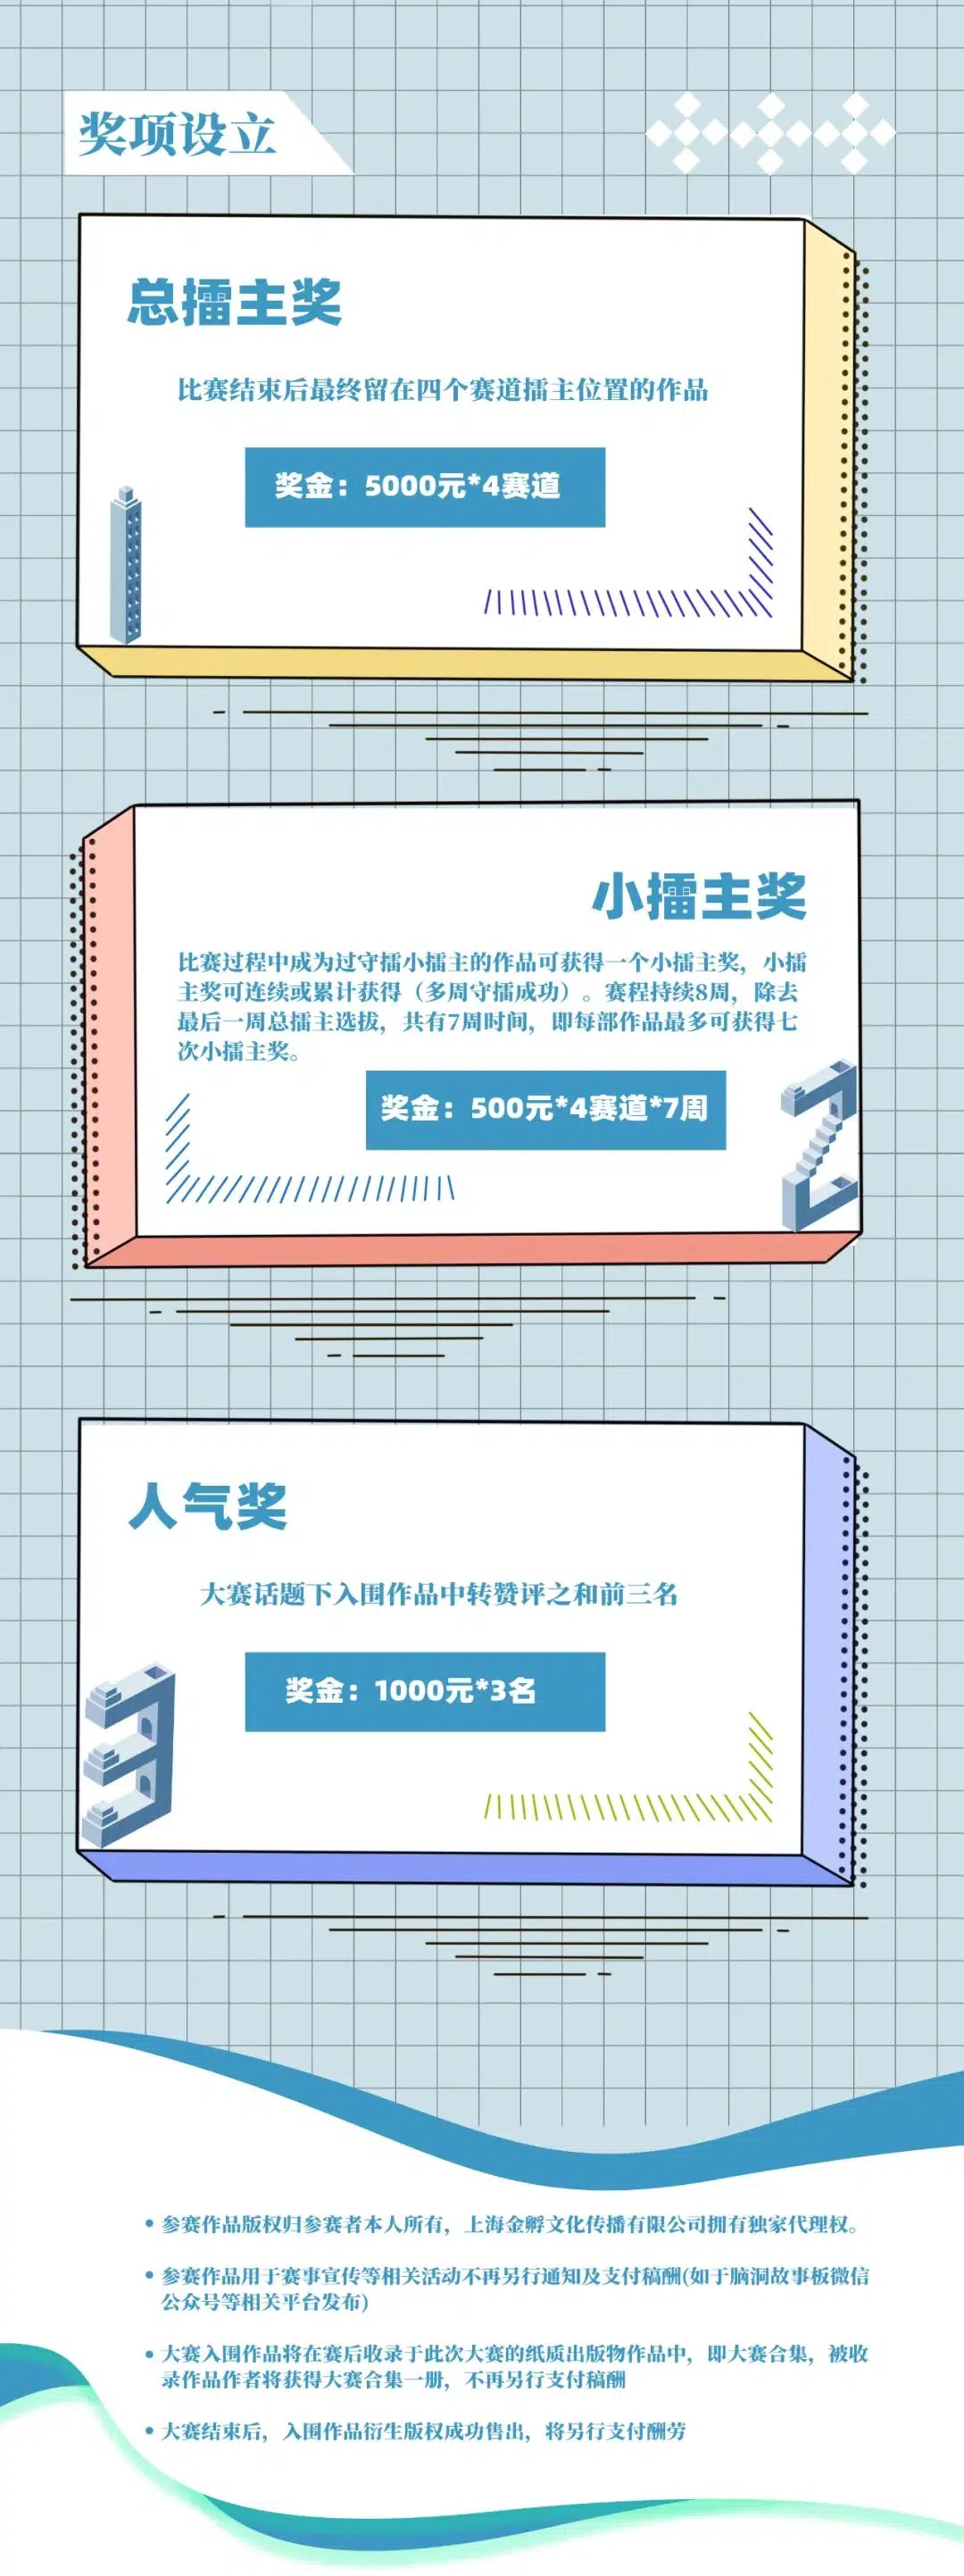 奖项设立
总擂主奖
比赛结束后最终留在四个赛道擂主位置的作品
奖金：5000元*4赛道
小擂主奖
比赛过程中成为过守擂小擂主的作品可获得一个小擂主奖，小擂
主奖可连续或累计获得（多周守擂成功）。赛程持续8周，除去
最后一周总擂主选拔，共有7周时间，即每部作品最多可获得七
次小擂主奖。
奖金：500元*4赛道*7周
人气奖
大赛话题下入围作品中转赞评之和前三名
奖金：1000元*3名
• 参赛作品版权归参赛者本人所有，上海金孵文化传播有限公司拥有独家代理权。
• 参赛作品用于赛事宣传等相关活动不再另行通知及支付稿酬(如于脑洞故事板微信
公众号等相关平台发布)
• 大赛入围作品将在赛后收录于此次大赛的纸质出版物作品中，即大赛合集，被收
录作品作者将获得大赛合集一册，不再另行支付稿酬
• 大赛结束后，入围作品衍生版权成功售出，将另行支付酬劳